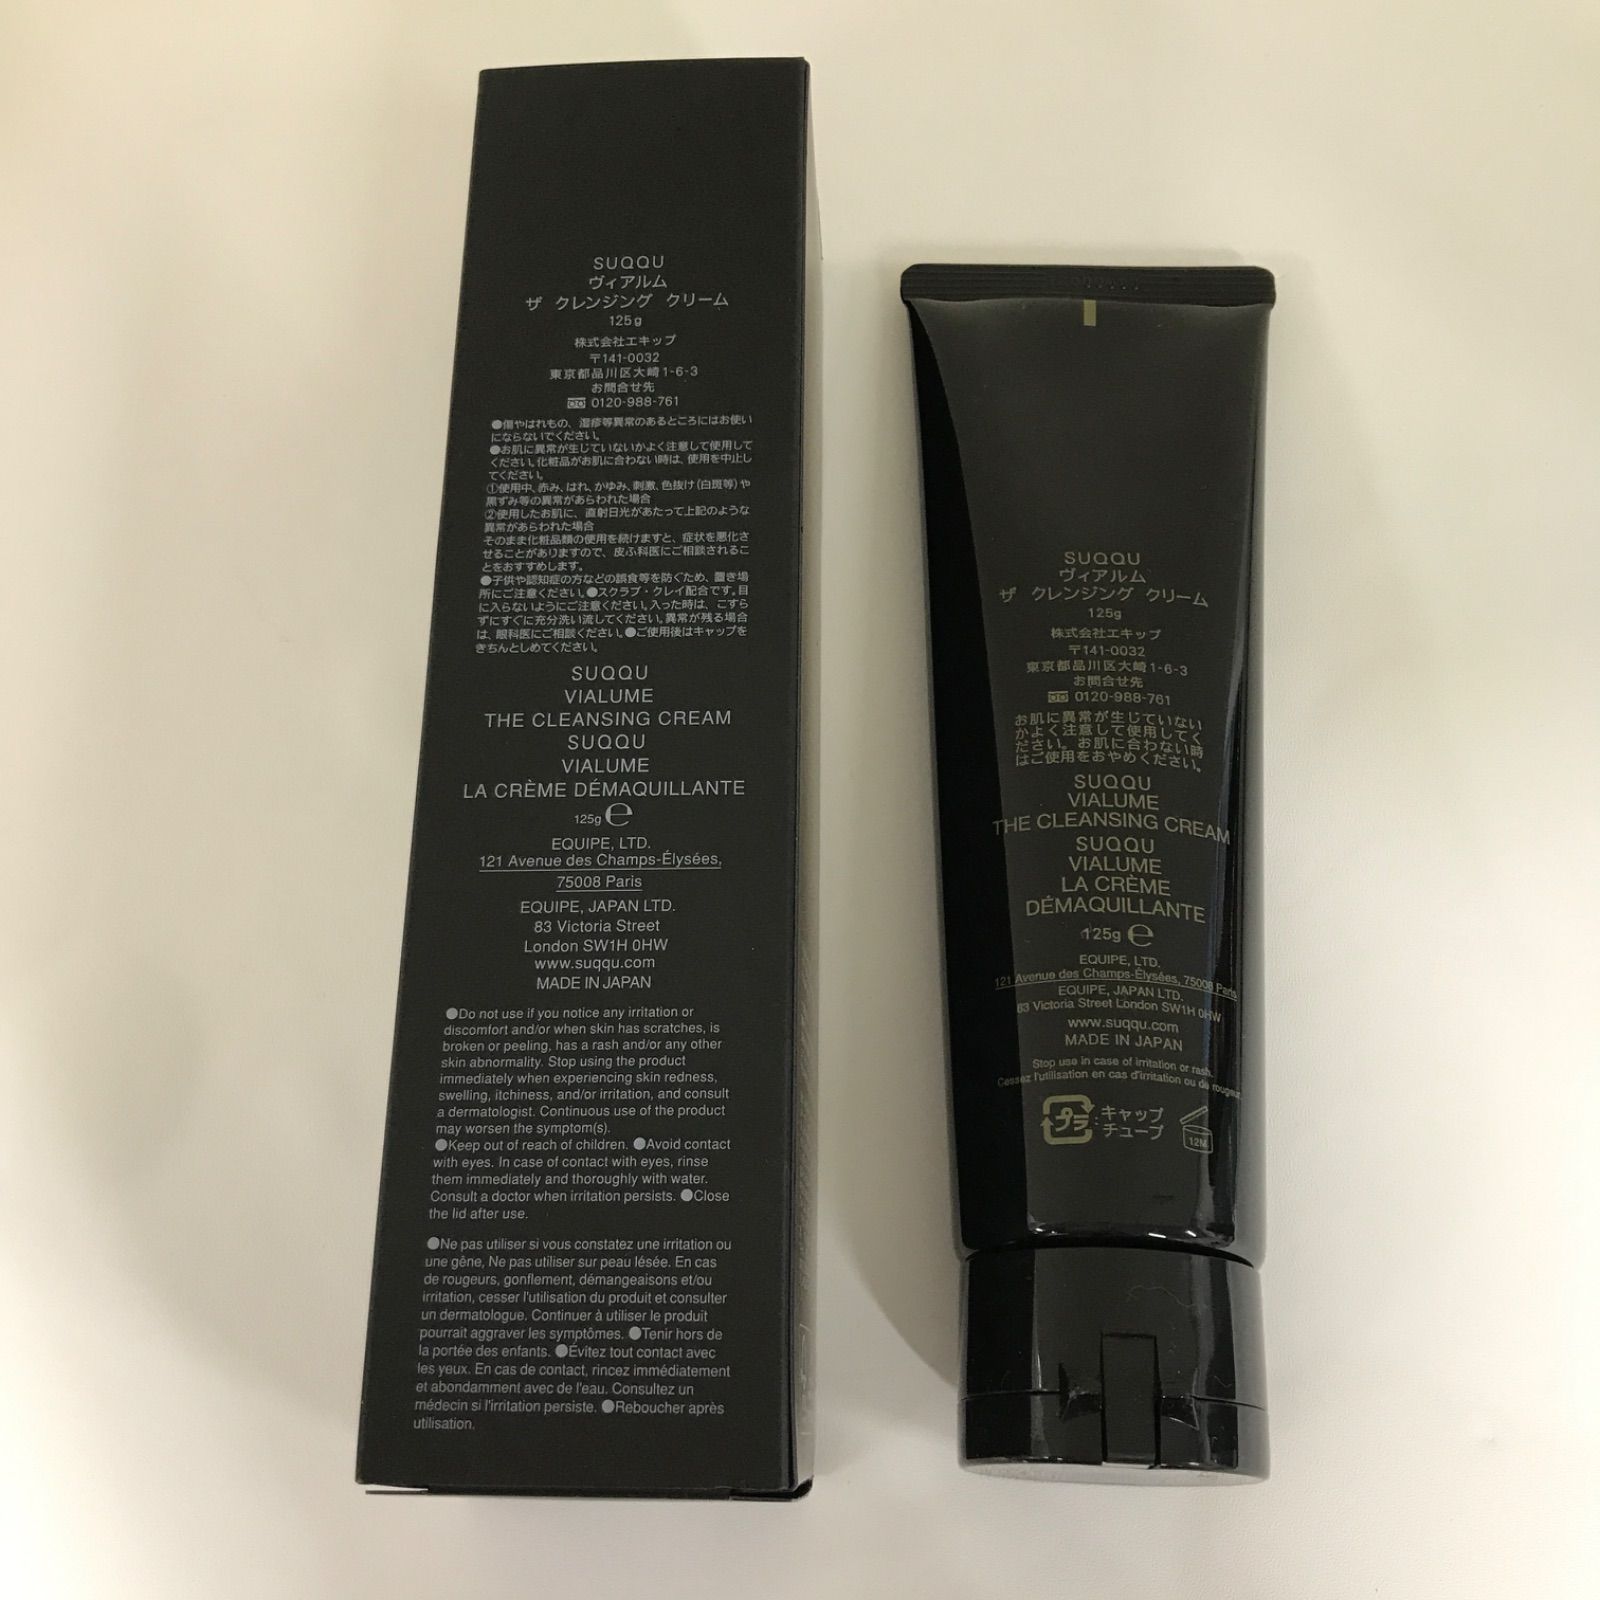 SUQQU
ヴィアルム
ザ クレンジング クリーム
125g
株式会社エキップ
〒141-0032
東京都品川区大崎1-6-3
お問合せ先
0120-988-761
●傷やはれもの、湿疹等異常のあるところにはお使い
にならないでください。
●お肌に異常が生じていないかよく注意して使用して
ください。化粧品がお肌に合わない時は、使用を中止し
てください。
①使用中、赤み、はれ、かゆみ、刺激、色抜け(白斑等)や
黒ずみ等の異常があらわれた場合
②使用したお肌に、直射日光があたって上記のような
異常があらわれた場合
そのまま化粧品類の使用を続けますと、症状を悪化さ
せることがありますので、皮ふ科医にご相談されるこ
とをおすすめします。
●子供や認知症の方などの誤食等を防ぐため、置き場
所にご注意ください。●スクラブ・クレイ配合です。目
に入らないようにご注意ください。入った時は、こすら
ずにすぐに充分洗い流してください。異常が残る場合
は、眼科医にご相談ください。●ご使用後はキャップを
きちんとしめてください。
SUQQU
VIALUME
THE CLEANSING CREAM
SUQQU
VIALUME
LA CRÈME DÉMAQUILLANTE
125g ℮
EQUIPE, LTD.
121 Avenue des Champs-Élysées,
75008 Paris
EQUIPE, JAPAN LTD.
83 Victoria Street
London SW1H 0HW
www.suqqu.com
MADE IN JAPAN
●Do not use if you notice any irritation or
discomfort and/or when skin has scratches, is
broken or peeling, has a rash and/or any other
skin abnormality. Stop using the product
immediately when experiencing skin redness,
swelling, itchiness, and/or irritation, and consult
a dermatologist. Continuous use of the product
may worsen the symptom(s).
●Keep out of reach of children. ●Avoid contact
with eyes. In case of contact with eyes, rinse
them immediately and thoroughly with water.
Consult a doctor when irritation persists. ●Close
the lid after use.
●Ne pas utiliser si vous constatez une irritation ou
une gêne, Ne pas utiliser sur peau lésée. En cas
de rougeurs, gonflement, démangeaisons et/ou
irritation, cesser l'utilisation du produit et consulter
un dermatologue. Continuer à utiliser le produit
pourrait aggraver les symptômes. ●Tenir hors de
la portée des enfants. ●Évitez tout contact avec
les yeux. En cas de contact, rincez immédiatement
et abondamment avec de l'eau. Consultez un
médecin si l'irritation persiste. ●Reboucher après
utilisation.
SUQQU
ヴィアルム
ザ クレンジング クリーム
125g
株式会社エキップ
〒141-0032
東京都品川区大崎1-6-3
お問合せ先
0120-988-761
お肌に異常が生じていない
かよく注意して使用してく
ださい。お肌に合わない時
はご使用をおやめください。
SUQQU
VIALUME
THE CLEANSING CREAM
SUQQU
VIALUME
LA CRÈME
DÉMAQUILLANTE
125g ℮
EQUIPE, LTD.
121 Avenue des Champs-Élysées, 75008 Paris
EQUIPE, JAPAN LTD.
83 Victoria Street London SW1H 0HW
www.suqqu.com
MADE IN JAPAN
Stop use in case of irritation or rash.
Cessez l'utilisation en cas d'irritation ou de
プラ : キャップ
チューブ
12M